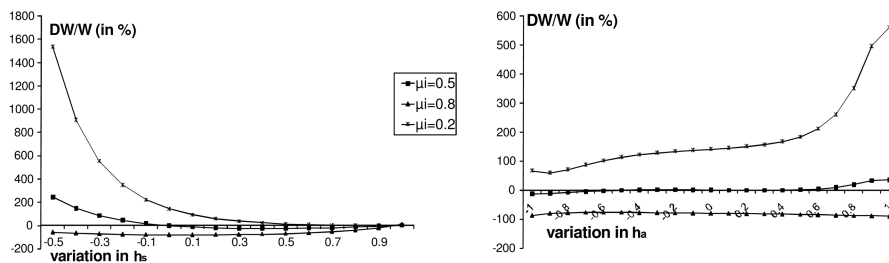 DW/W (in %)
1800
1600
1400
1200
1000
800
600
400
200
0
-200
-0.5 -0.3 -0.1 0.1 0.3 0.5 0.7 0.9
variation in hs
μi=0.5
μi=0.8
μi=0.2
DW/W (in %)
600
500
400
300
200
100
0
-100
-200
-1 -0.8 -0.6 -0.4 -0.2 0 0.2 0.4 0.6 0.8 1
variation in ha